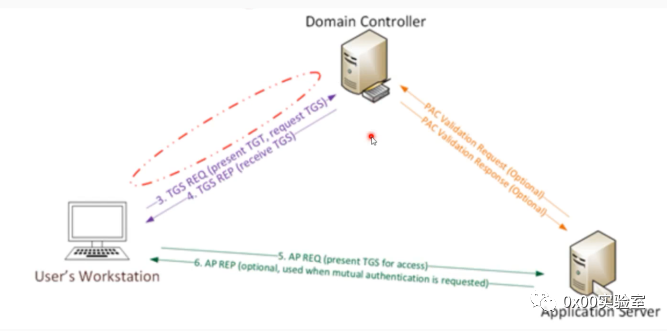 Domain Controller
3. TGS REQ (present TGT, request TGS)
4. TGS REP (receive TGS)
PAC Validation Request (Optional)
PAC Validation Response (Optional)
User's Workstation
5. AP REQ (present TGS for access)
6. AP REP (optional, used when mutual authentication is requested)
0x00实验室
Application Server